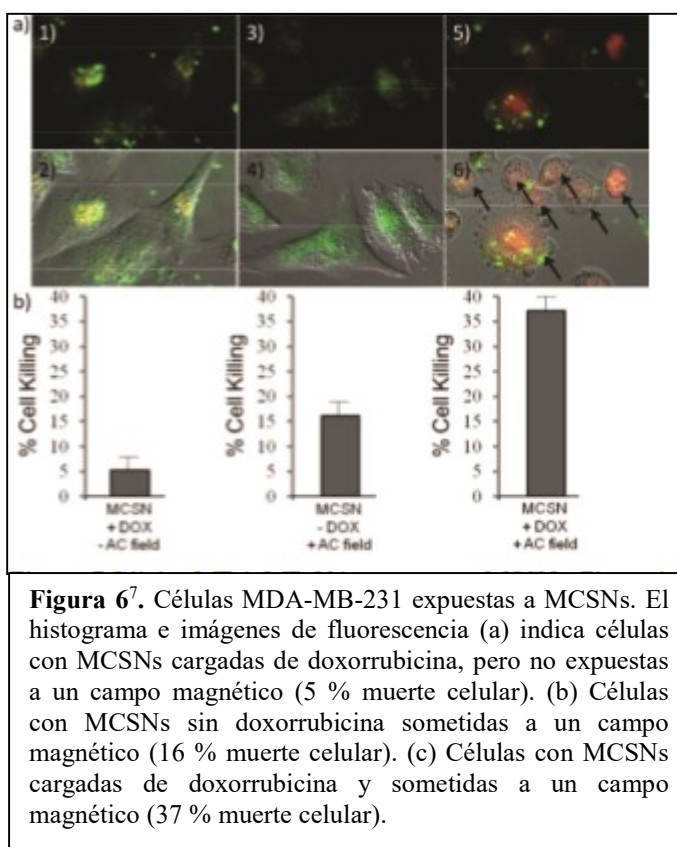 a)
1) 3) 5)
2) 4) 6)
b)
40 40 40
35 35 35
30 30 30
25 25 25
20 20 20
15 15 15
10 10 10
5 5 5
0 0 0
% Cell Killing % Cell Killing % Cell Killing
MCSN MCSN MCSN
+ DOX - DOX + DOX
- AC field +AC field +AC field
Figura 6⁷. Células MDA-MB-231 expuestas a MCSNs. El
histograma e imágenes de fluorescencia (a) indica células
con MCSNs cargadas de doxorrubicina, pero no expuestas
a un campo magnético (5 % muerte celular). (b) Células
con MCSNs sin doxorrubicina sometidas a un campo
magnético (16 % muerte celular). (c) Células con MCSNs
cargadas de doxorrubicina y sometidas a un campo
magnético (37 % muerte celular).